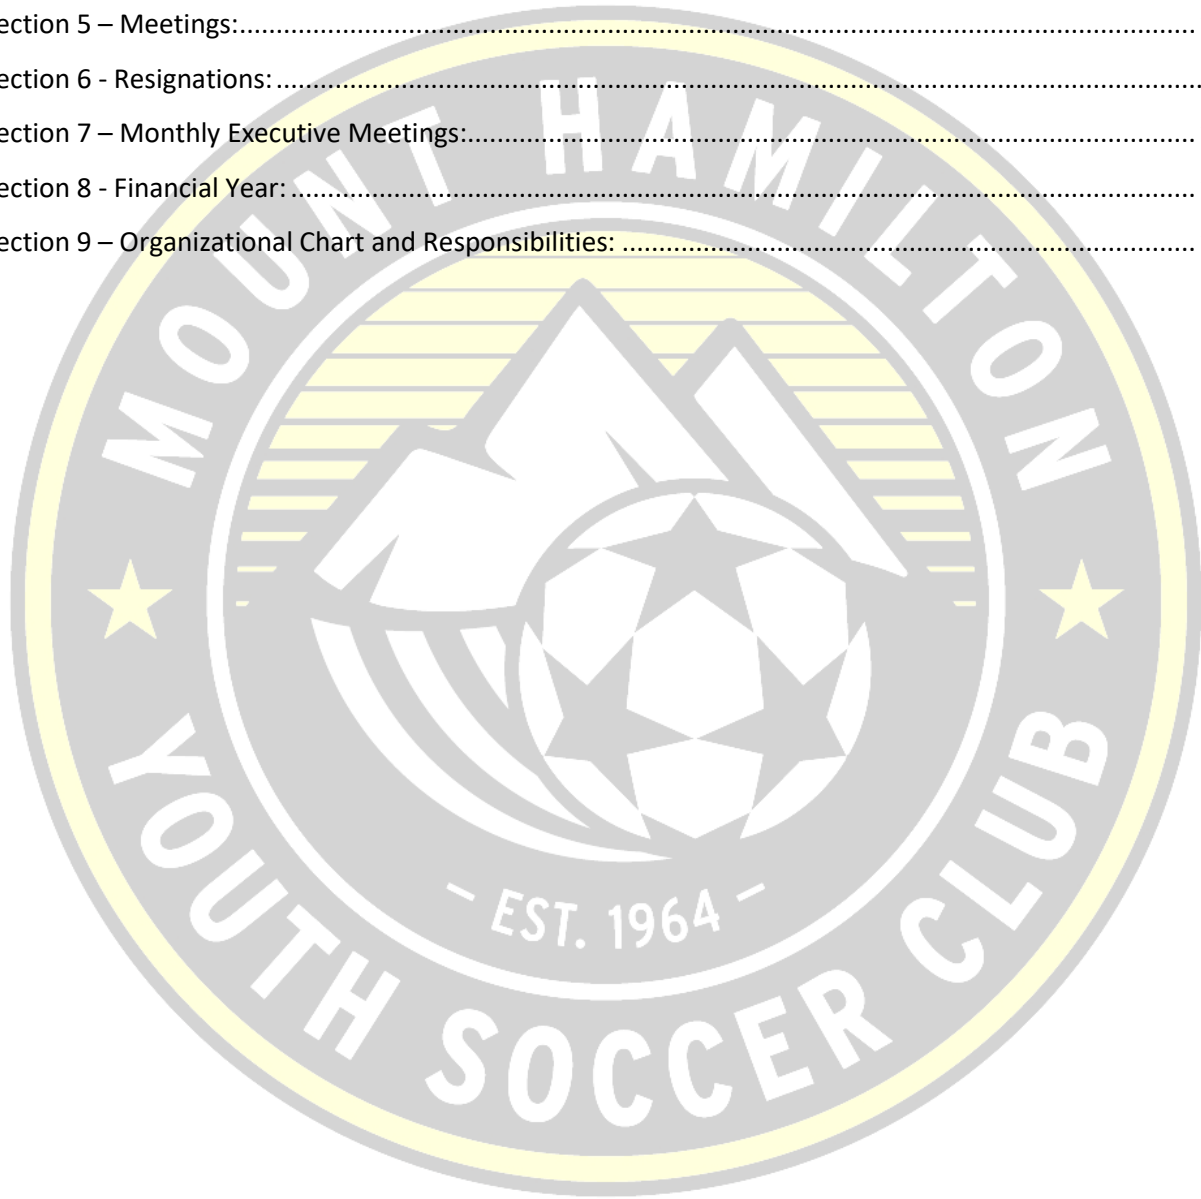 ection 5 – Meetings:................................................................................................................................
ection 6 - Resignations: ................................................................................................................................
ection 7 – Monthly Executive Meetings:................................................................................................
ection 8 - Financial Year: ................................................................................................................................
ection 9 – Organizational Chart and Responsibilities: ................................................................................
MOUNT HAMILTON
- EST. 1964 -
YOUTH SOCCER CLUB